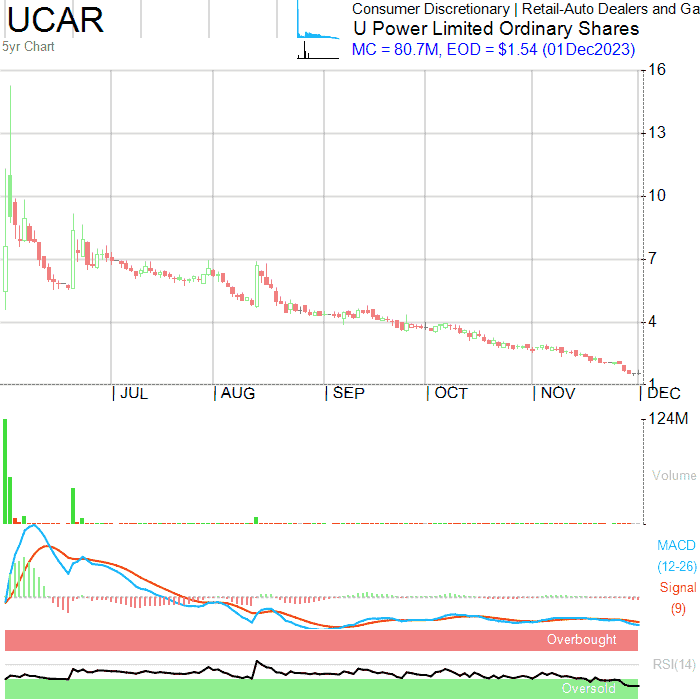 UCAR
5yr Chart
Consumer Discretionary | Retail-Auto Dealers and Ga
U Power Limited Ordinary Shares
MC = 80.7M, EOD = $1.54 (01Dec2023)
16
13
10
7
4
1
JUL
AUG
SEP
OCT
NOV
DEC
124M
Volume
MACD
(12-26)
Signal
(9)
Overbought
RSI(14)
Oversold